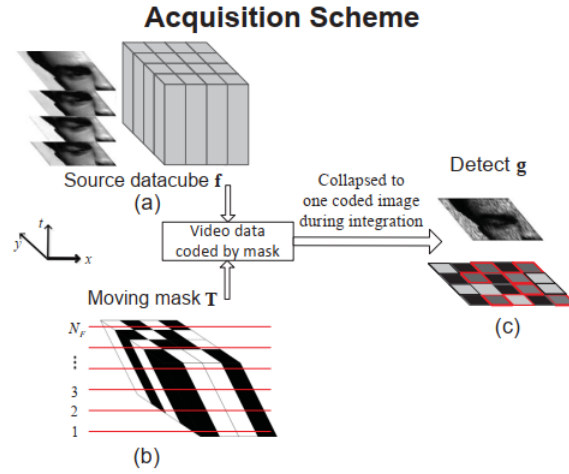 Acquisition Scheme
Source datacube f
(a)
Detect g
Collapsed to
one coded image
during integration
Video data
coded by mask
t
y
x
Moving mask T
N_F
⋮
3
2
1
(b)
(c)